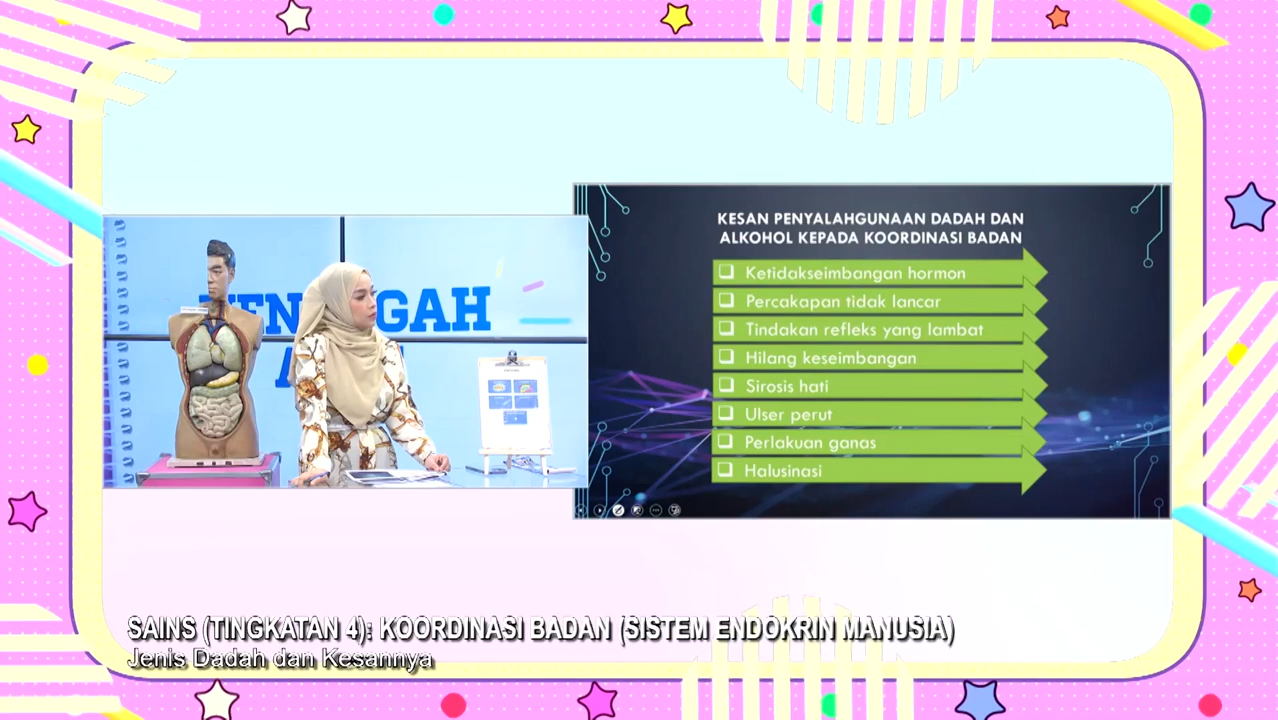 GAH
KESAN PENYALAHGUNAAN DADAH DAN
ALKOHOL KEPADA KOORDINASI BADAN
Ketidakseimbangan hormon
Percakapan tidak lancar
Tindakan refleks yang lambat
Hilang keseimbangan
Sirosis hati
Ulser perut
Perlakuan ganas
Halusinasi
SAINS (TINGKATAN 4): KOORDINASI BADAN (SISTEM ENDOKRIN MANUSIA)
Jenis Dadah dan Kesannya